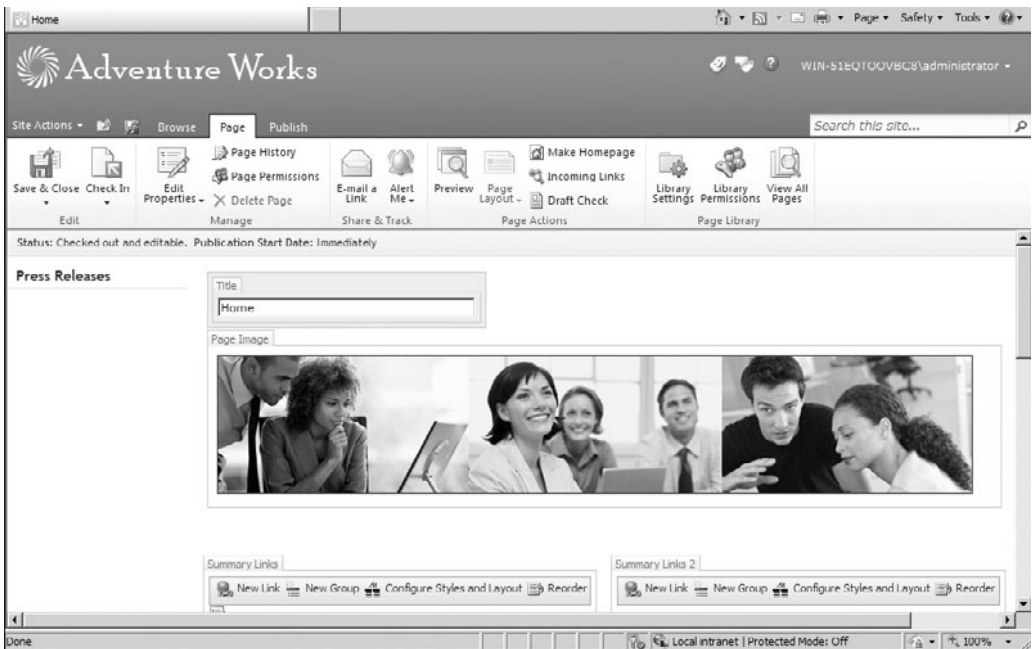 Home
Page Safety Tools
Adventure Works
WIN-51EQTOOVBC8\administrator
Site Actions Browse Page Publish
Search this site...
Save & Close Check In
Edit Properties
Page History
Page Permissions
Delete Page
E-mail a Link
Alert Me
Preview
Page Layout
Make Homepage
Incoming Links
Draft Check
Library Settings
Library Permissions
View All Pages
Edit Manage Share & Track Page Actions Page Library
Status: Checked out and editable. Publication Start Date: Immediately
Press Releases
Title
Home
Page Image
Summary Links Summary Links 2
New Link New Group Configure Styles and Layout Reorder New Link New Group Configure Styles and Layout Reorder
Done Local intranet | Protected Mode: Off 100%